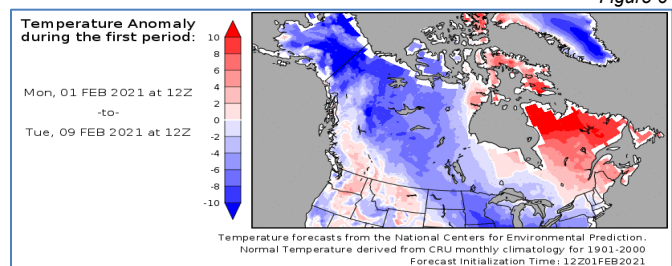 Figure 6
Temperature Anomaly
during the first period:
Mon, 01 FEB 2021 at 12Z
-to-
Tue, 09 FEB 2021 at 12Z
10
8
6
4
2
0
-2
-4
-6
-8
-10
Temperature forecasts from the National Centers for Environmental Prediction.
Normal Temperature derived from CRU monthly climatology for 1901-2000
Forecast Initialization Time: 12Z01FEB2021